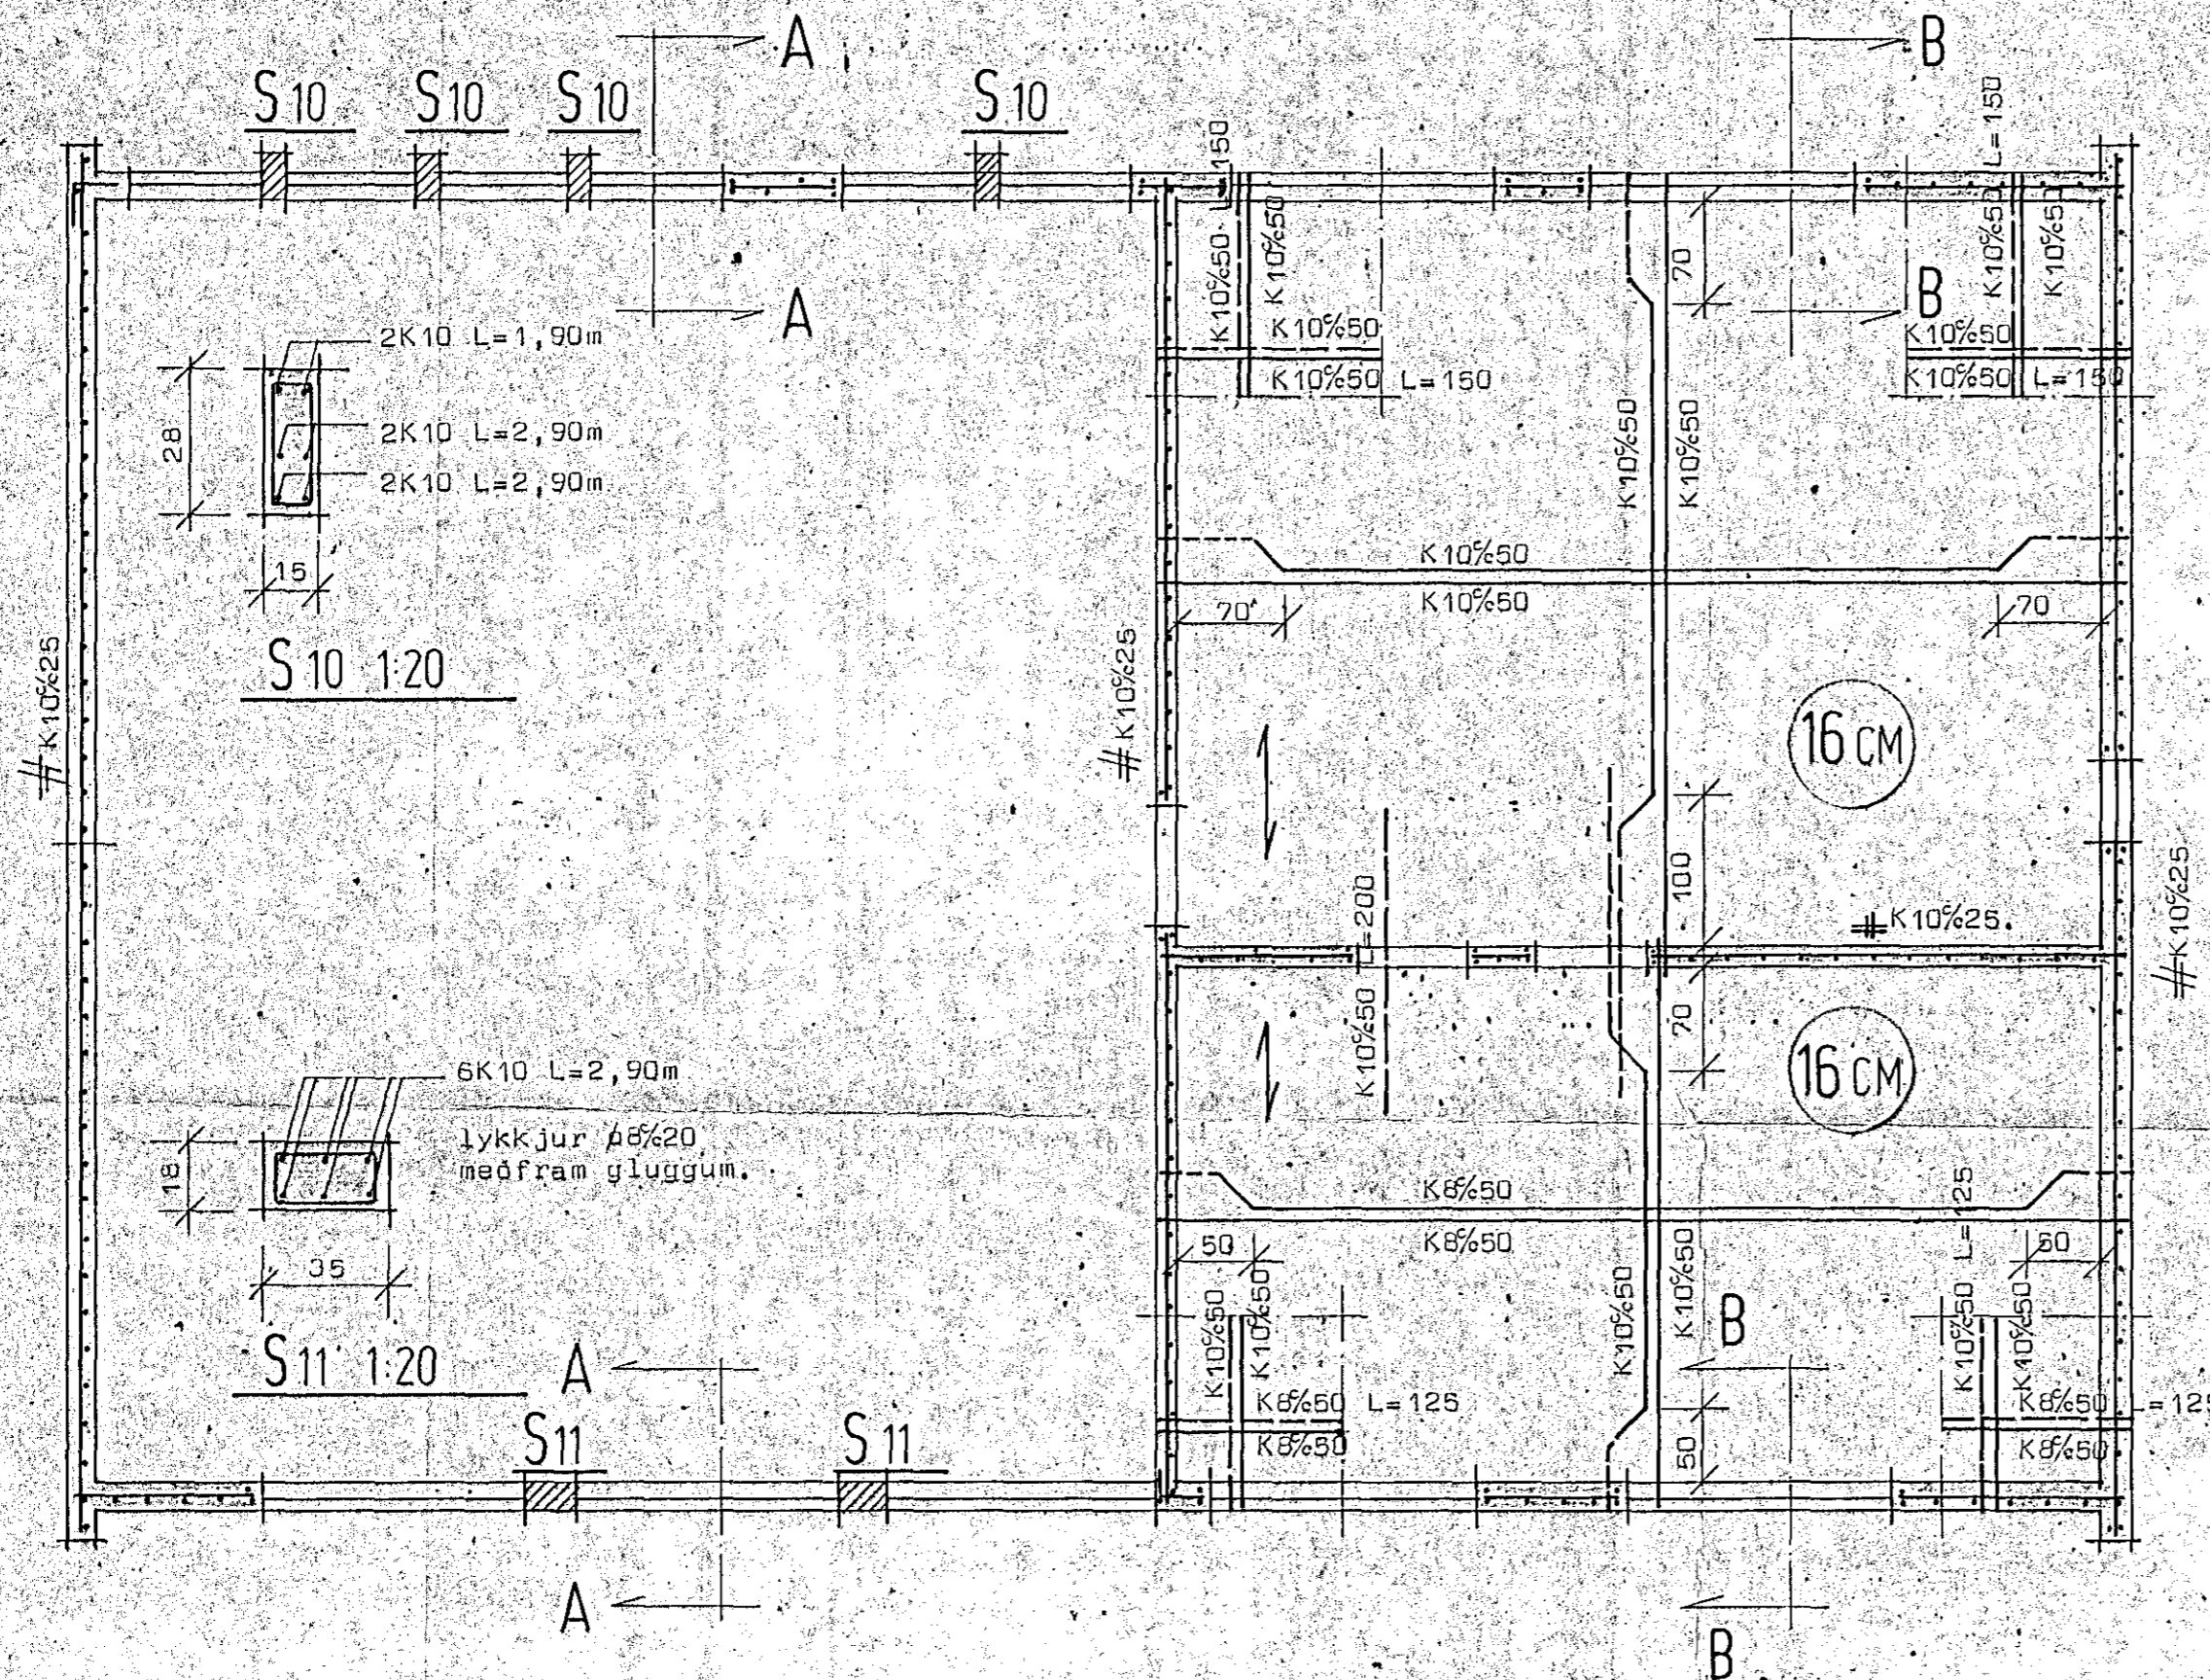 A
B
S10
S10
S10
S10
K10%50 L=150
K10%50
K10%50 L=150
K10%50
70
A
B
K10%50
K10%50 L=150
K10%50
K10%50 L=150
2K10 L=1,90m
2K10 L=2,90m
2K10 L=2,90m
28
15
S10 1:20
K10%50
K10%50
K10%50
K10%50
70
70
#K10%25
#K10%25
16 CM
100
K10%50 L=200
#K10%25.
#K10%25
70
16 CM
6K10 L=2,90m
lykkjur ø8%20
meðfram gluggum.
18
35
S11 1:20
K8%50
K8%50
50
50
K10%50
K10%50
K10%50
K10%50
K10%50 L=125
K10%50
A
B
K8%50 L=125
K8%50
K8%50 L=125
K8%50
50
S11
S11
A
B